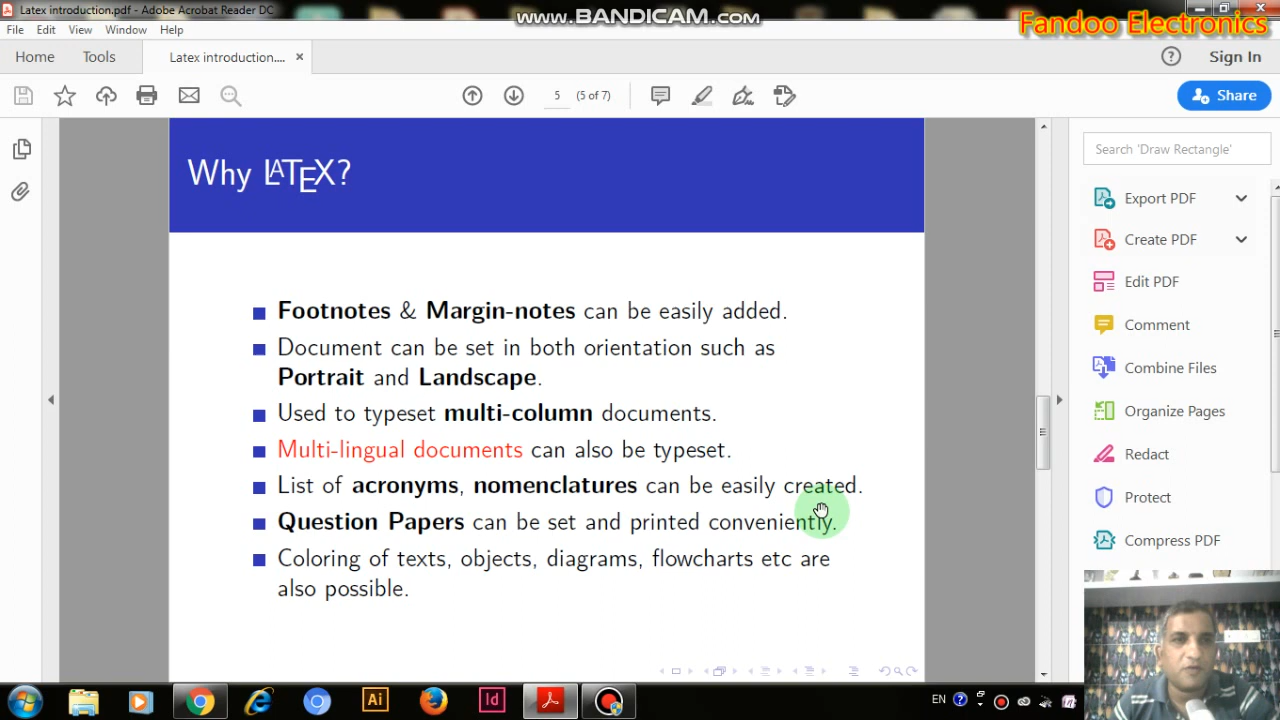 Latex introduction.pdf - Adobe Acrobat Reader DC
www.BANDICAM.com
Fandoo Electronics
File Edit View Window Help
Home Tools Latex introduction.... ×
Sign In
5 (5 of 7)
Share
Why LATEX?
Search 'Draw Rectangle'
Export PDF
Create PDF
Edit PDF
Comment
Combine Files
Organize Pages
Redact
Protect
Compress PDF
Footnotes & Margin-notes can be easily added.
Document can be set in both orientation such as
Portrait and Landscape.
Used to typeset multi-column documents.
Multi-lingual documents can also be typeset.
List of acronyms, nomenclatures can be easily created.
Question Papers can be set and printed conveniently.
Coloring of texts, objects, diagrams, flowcharts etc are
also possible.
Ai
Id
EN